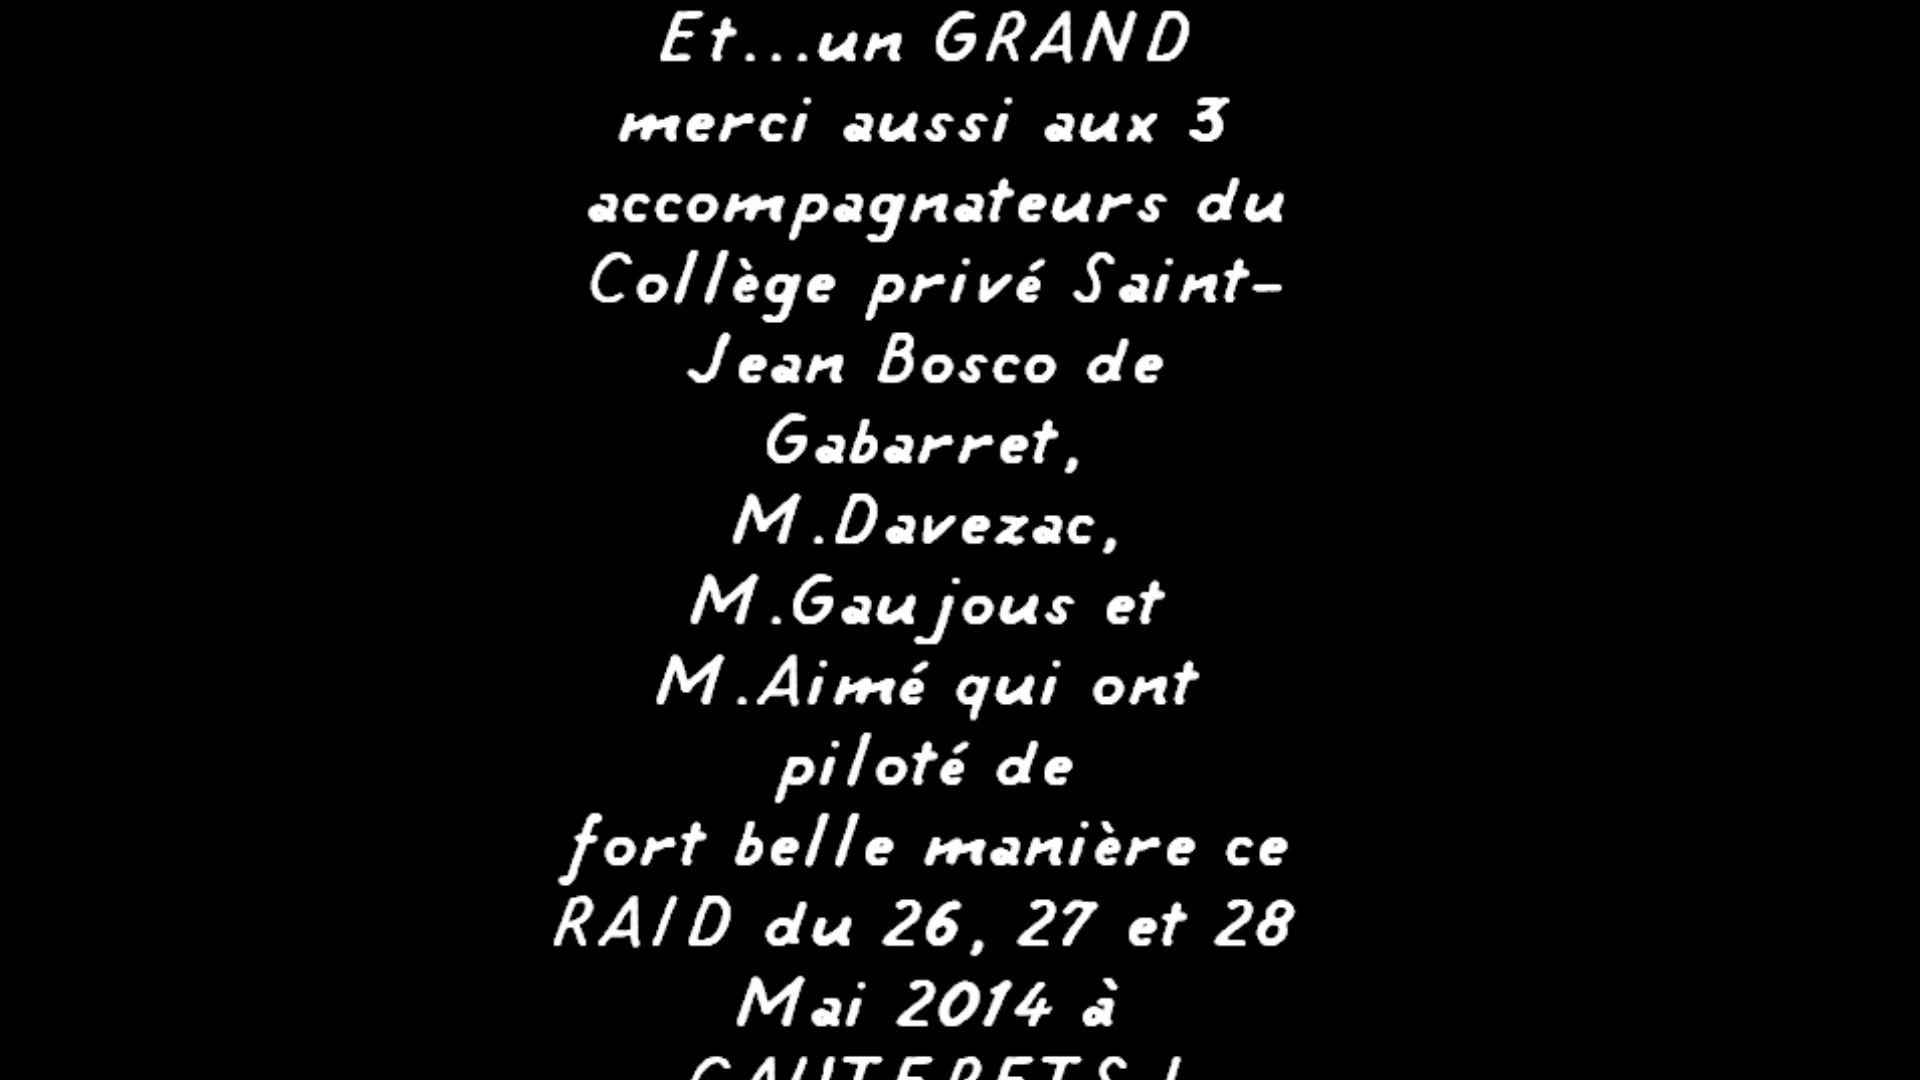 Et...un GRAND
merci aussi aux 3
accompagnateurs du
Collège privé Saint-
Jean Bosco de
Gabarret,
M.Davezac,
M.Gaujous et
M.Aimé qui ont
piloté de
fort belle manière ce
RAID du 26, 27 et 28
Mai 2014 à
CAUTERETS !